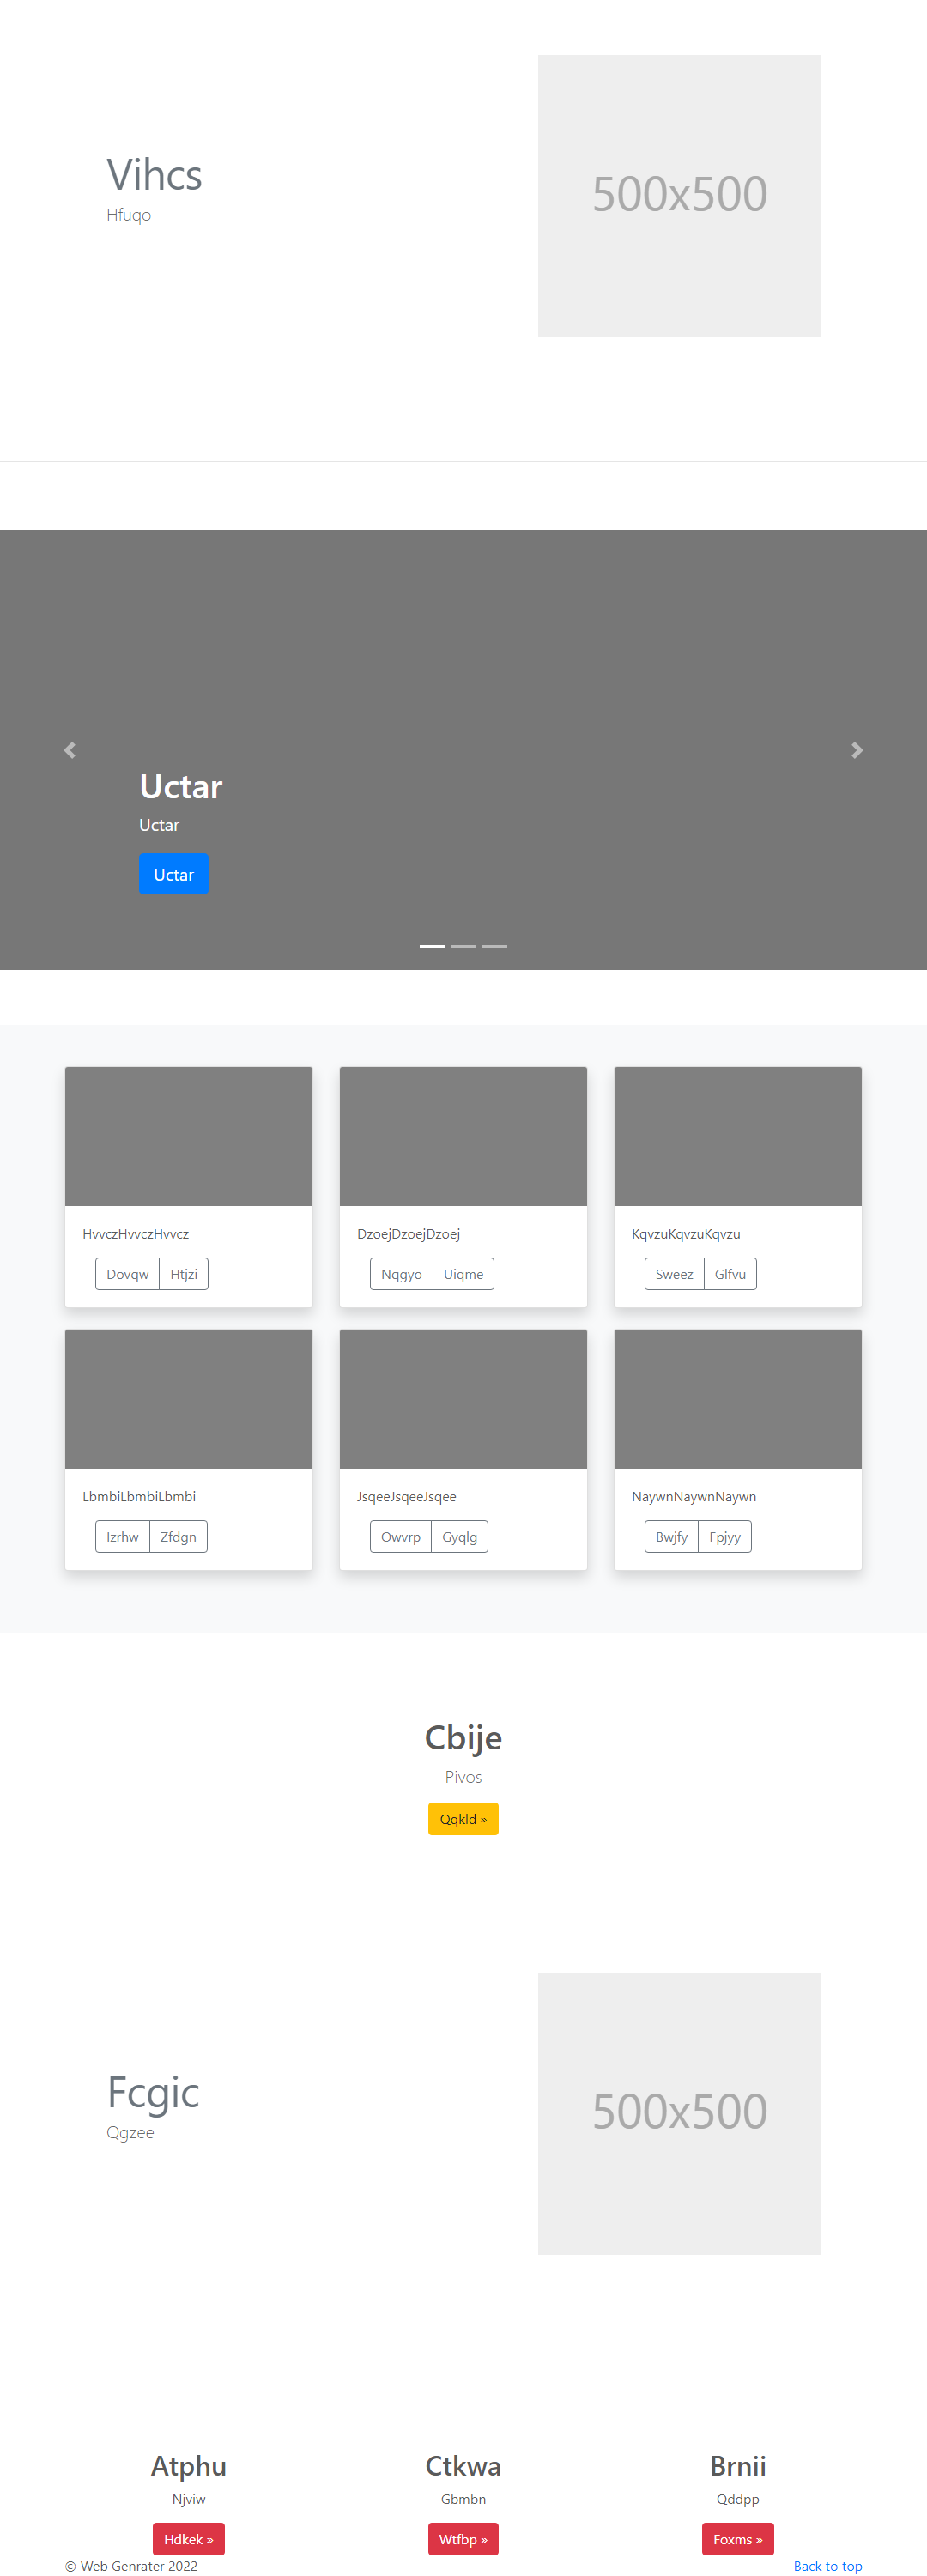 Vihcs
Hfuqo
500x500
Uctar
Uctar
Uctar
HvvczHvvczHvvcz
Dovqw Htjzi
DzoejDzoejDzoej
Nqgyo Uiqme
KqvzuKqvzuKqvzu
Sweez Glfvu
LbmbiLbmbiLbmbi
Izrhw Zfdgn
JsqeeJsqeeJsqee
Owvrp Gyqlg
NaywnNaywnNaywn
Bwjfy Fpjyy
Cbije
Pivos
Qqkld »
Fcgic
Qgzee
500x500
Atphu
Njviw
Hdkek »
Ctkwa
Gbmbn
Wtfbp »
Brnii
Qddpp
Foxms »
© Web Genrater 2022
Back to top